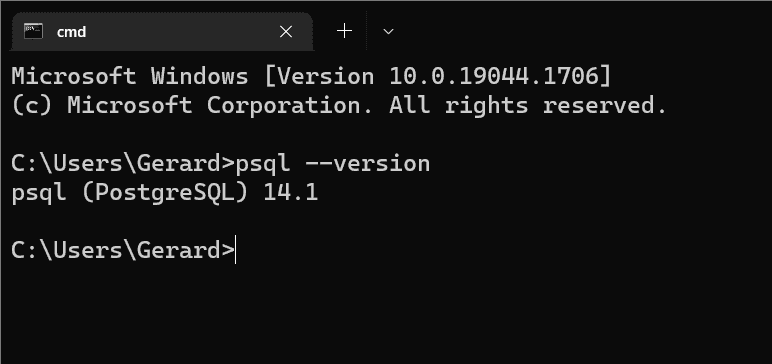 cmd
Microsoft Windows [Version 10.0.19044.1706]
(c) Microsoft Corporation. All rights reserved.
C:\Users\Gerard>psql --version
psql (PostgreSQL) 14.1
C:\Users\Gerard>